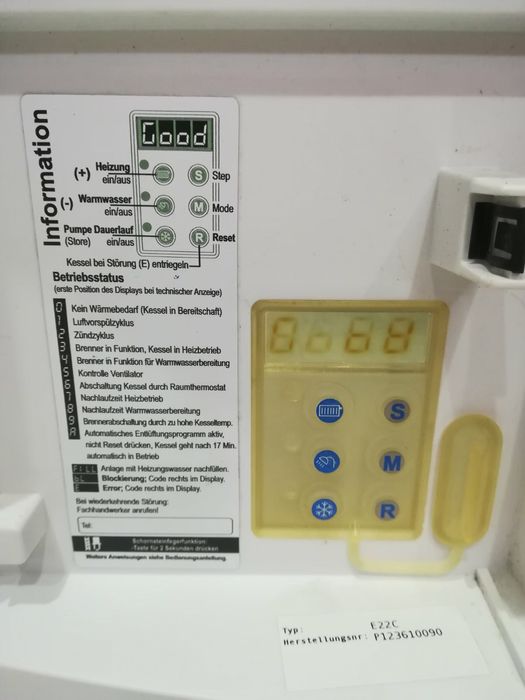 Information
Good
(+) Heizung
ein/aus
S Step
(-) Warmwasser
ein/aus
M Mode
Pumpe Dauerlauf
(Store) ein/aus
R Reset
Kessel bei Störung (E) entriegeln
Betriebsstatus
(erste Position des Displays bei technischer Anzeige)
0 Kein Wärmebedarf (Kessel in Bereitschaft)
1 Luftvorspülzyklus
2 Zündzyklus
3 Brenner in Funktion, Kessel in Heizbetrieb
4 Brenner in Funktion für Warmwasserbereitung
5 Kontrolle Ventilator
6 Abschaltung Kessel durch Raumthermostat
7 Nachlaufzeit Heizbetrieb
8 Nachlaufzeit Warmwasserbereitung
9 Brennerabschaltung durch zu hohe Kesseltemp.
A Automatisches Entlüftungsprogramm aktiv,
nicht Reset drücken, Kessel geht nach 17 Min.
automatisch in Betrieb
FILL Anlage mit Heizungswasser nachfüllen.
bL Blockierung; Code rechts im Display.
E Error; Code rechts im Display.
Bei wiederkehrende Störung:
Fachhandwerker anrufen!
Tel:
Schornsteinfegerfunktion:
-Taste für 2 Sekunden drücken
Weitere Anweisungen siehe Bedienungsanleitung.
S
M
R
Typ: E22C
Herstellungsnr: P123610090